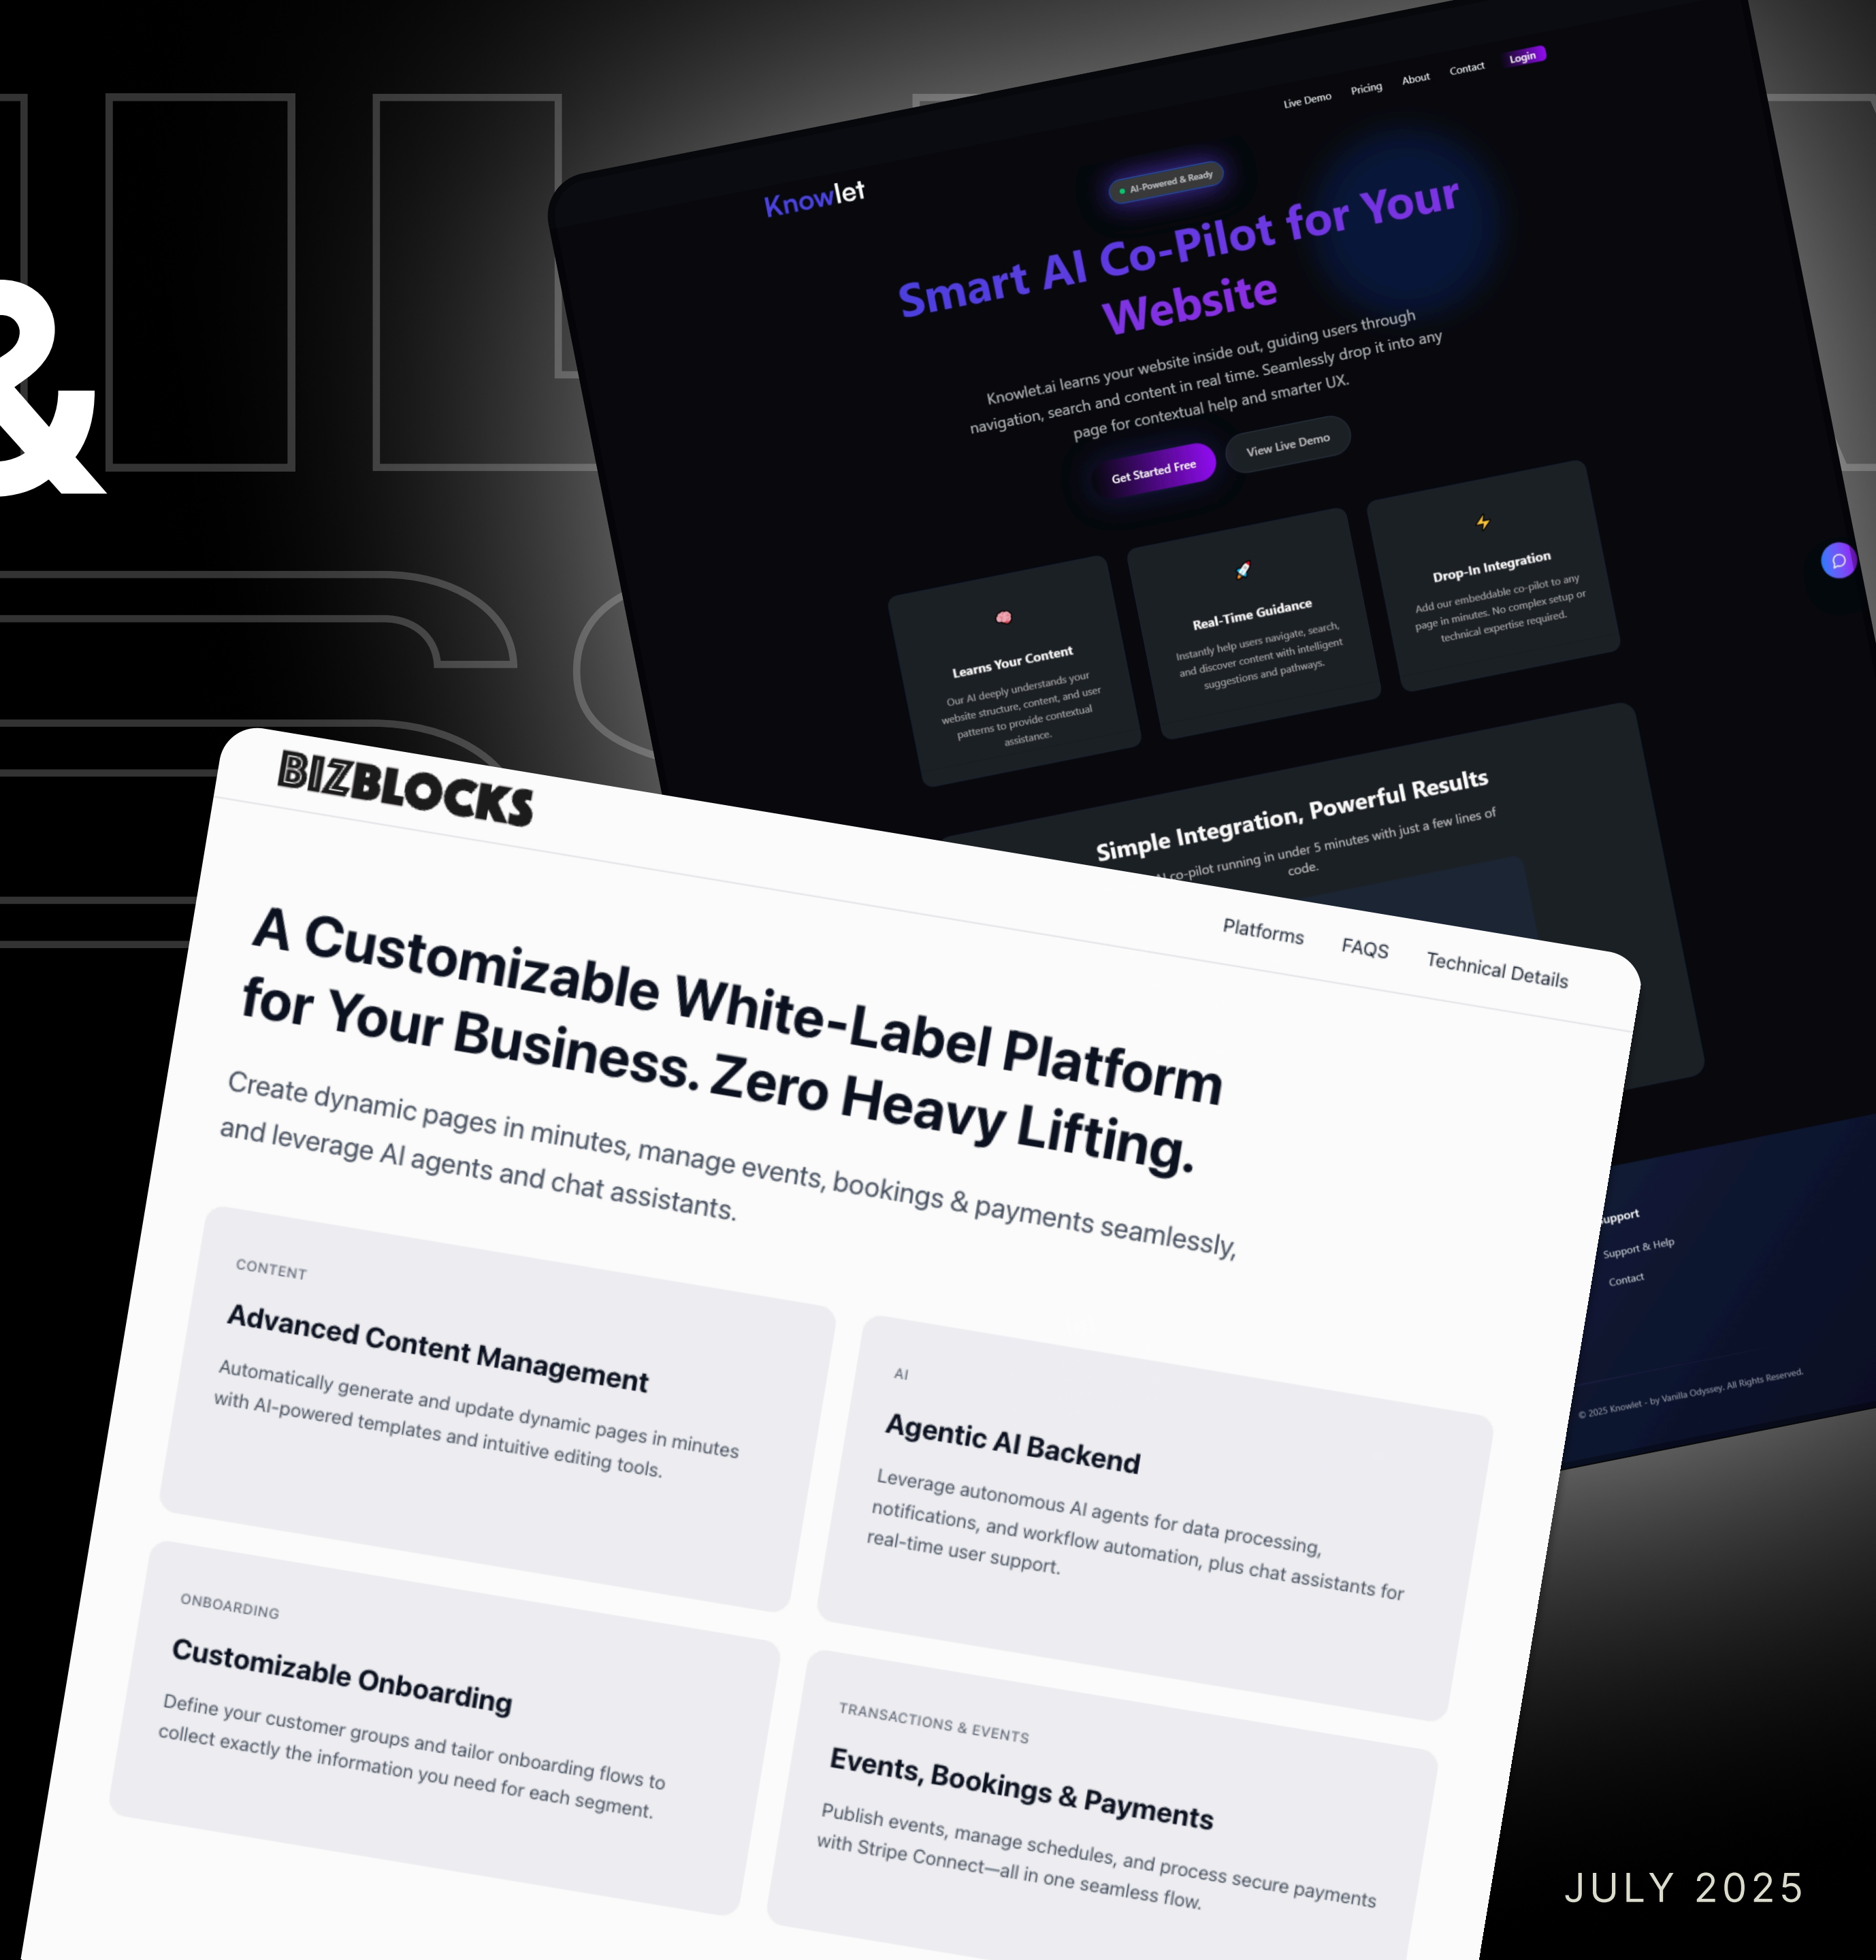 &
Knowlet
Live Demo
Pricing
About
Contact
Login
AI-Powered & Ready
Smart AI Co-Pilot for Your
Website
Knowlet.ai learns your website inside out, guiding users through
navigation, search and content in real time. Seamlessly drop it into any
page for contextual help and smarter UX.
Get Started Free
View Live Demo
Learns Your Content
Our AI deeply understands your
website structure, content, and user
patterns to provide contextual
assistance.
Real-Time Guidance
Instantly help users navigate, search,
and discover content with intelligent
suggestions and pathways.
Drop-In Integration
Add our embeddable co-pilot to any
page in minutes. No complex setup or
technical expertise required.
Simple Integration, Powerful Results
co-pilot running in under 5 minutes with just a few lines of
code.
Support & Help
Contact
© 2025 Knowlet - by Vanilla Odyssey. All Rights Reserved.
BIZBLOCKS
Platforms
FAQS
Technical Details
A Customizable White-Label Platform
for Your Business. Zero Heavy Lifting.
Create dynamic pages in minutes, manage events, bookings & payments seamlessly,
and leverage AI agents and chat assistants.
CONTENT
Advanced Content Management
Automatically generate and update dynamic pages in minutes
with AI-powered templates and intuitive editing tools.
AI
Agentic AI Backend
Leverage autonomous AI agents for data processing,
notifications, and workflow automation, plus chat assistants for
real-time user support.
ONBOARDING
Customizable Onboarding
Define your customer groups and tailor onboarding flows to
collect exactly the information you need for each segment.
TRANSACTIONS & EVENTS
Events, Bookings & Payments
Publish events, manage schedules, and process secure payments
with Stripe Connect—all in one seamless flow.
JULY 2025